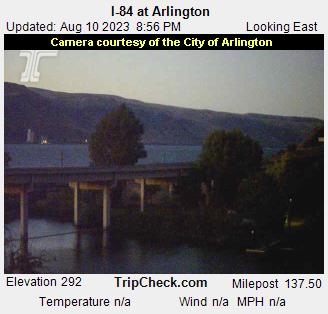 I-84 at Arlington
Updated: Aug 10 2023 8:56 PM Looking East
Camera courtesy of the City of Arlington
Elevation 292 TripCheck.com Milepost 137.50
Temperature n/a Wind n/a MPH n/a